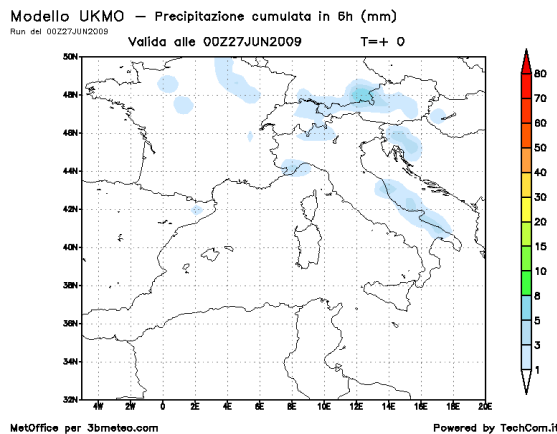 Modello UKMO – Precipitazione cumulata in 6h (mm)
Run del 00Z27JUN2009
Valida alle 00Z27JUN2009 T=+ 0
50N
48N
46N
44N
42N
40N
38N
36N
34N
32N
4W 2W 0 2E 4E 6E 8E 10E 12E 14E 16E 18E 20E
80
70
60
50
40
30
20
15
10
8
5
3
1
MetOffice per 3bmeteo.com Powered by TechCom.it